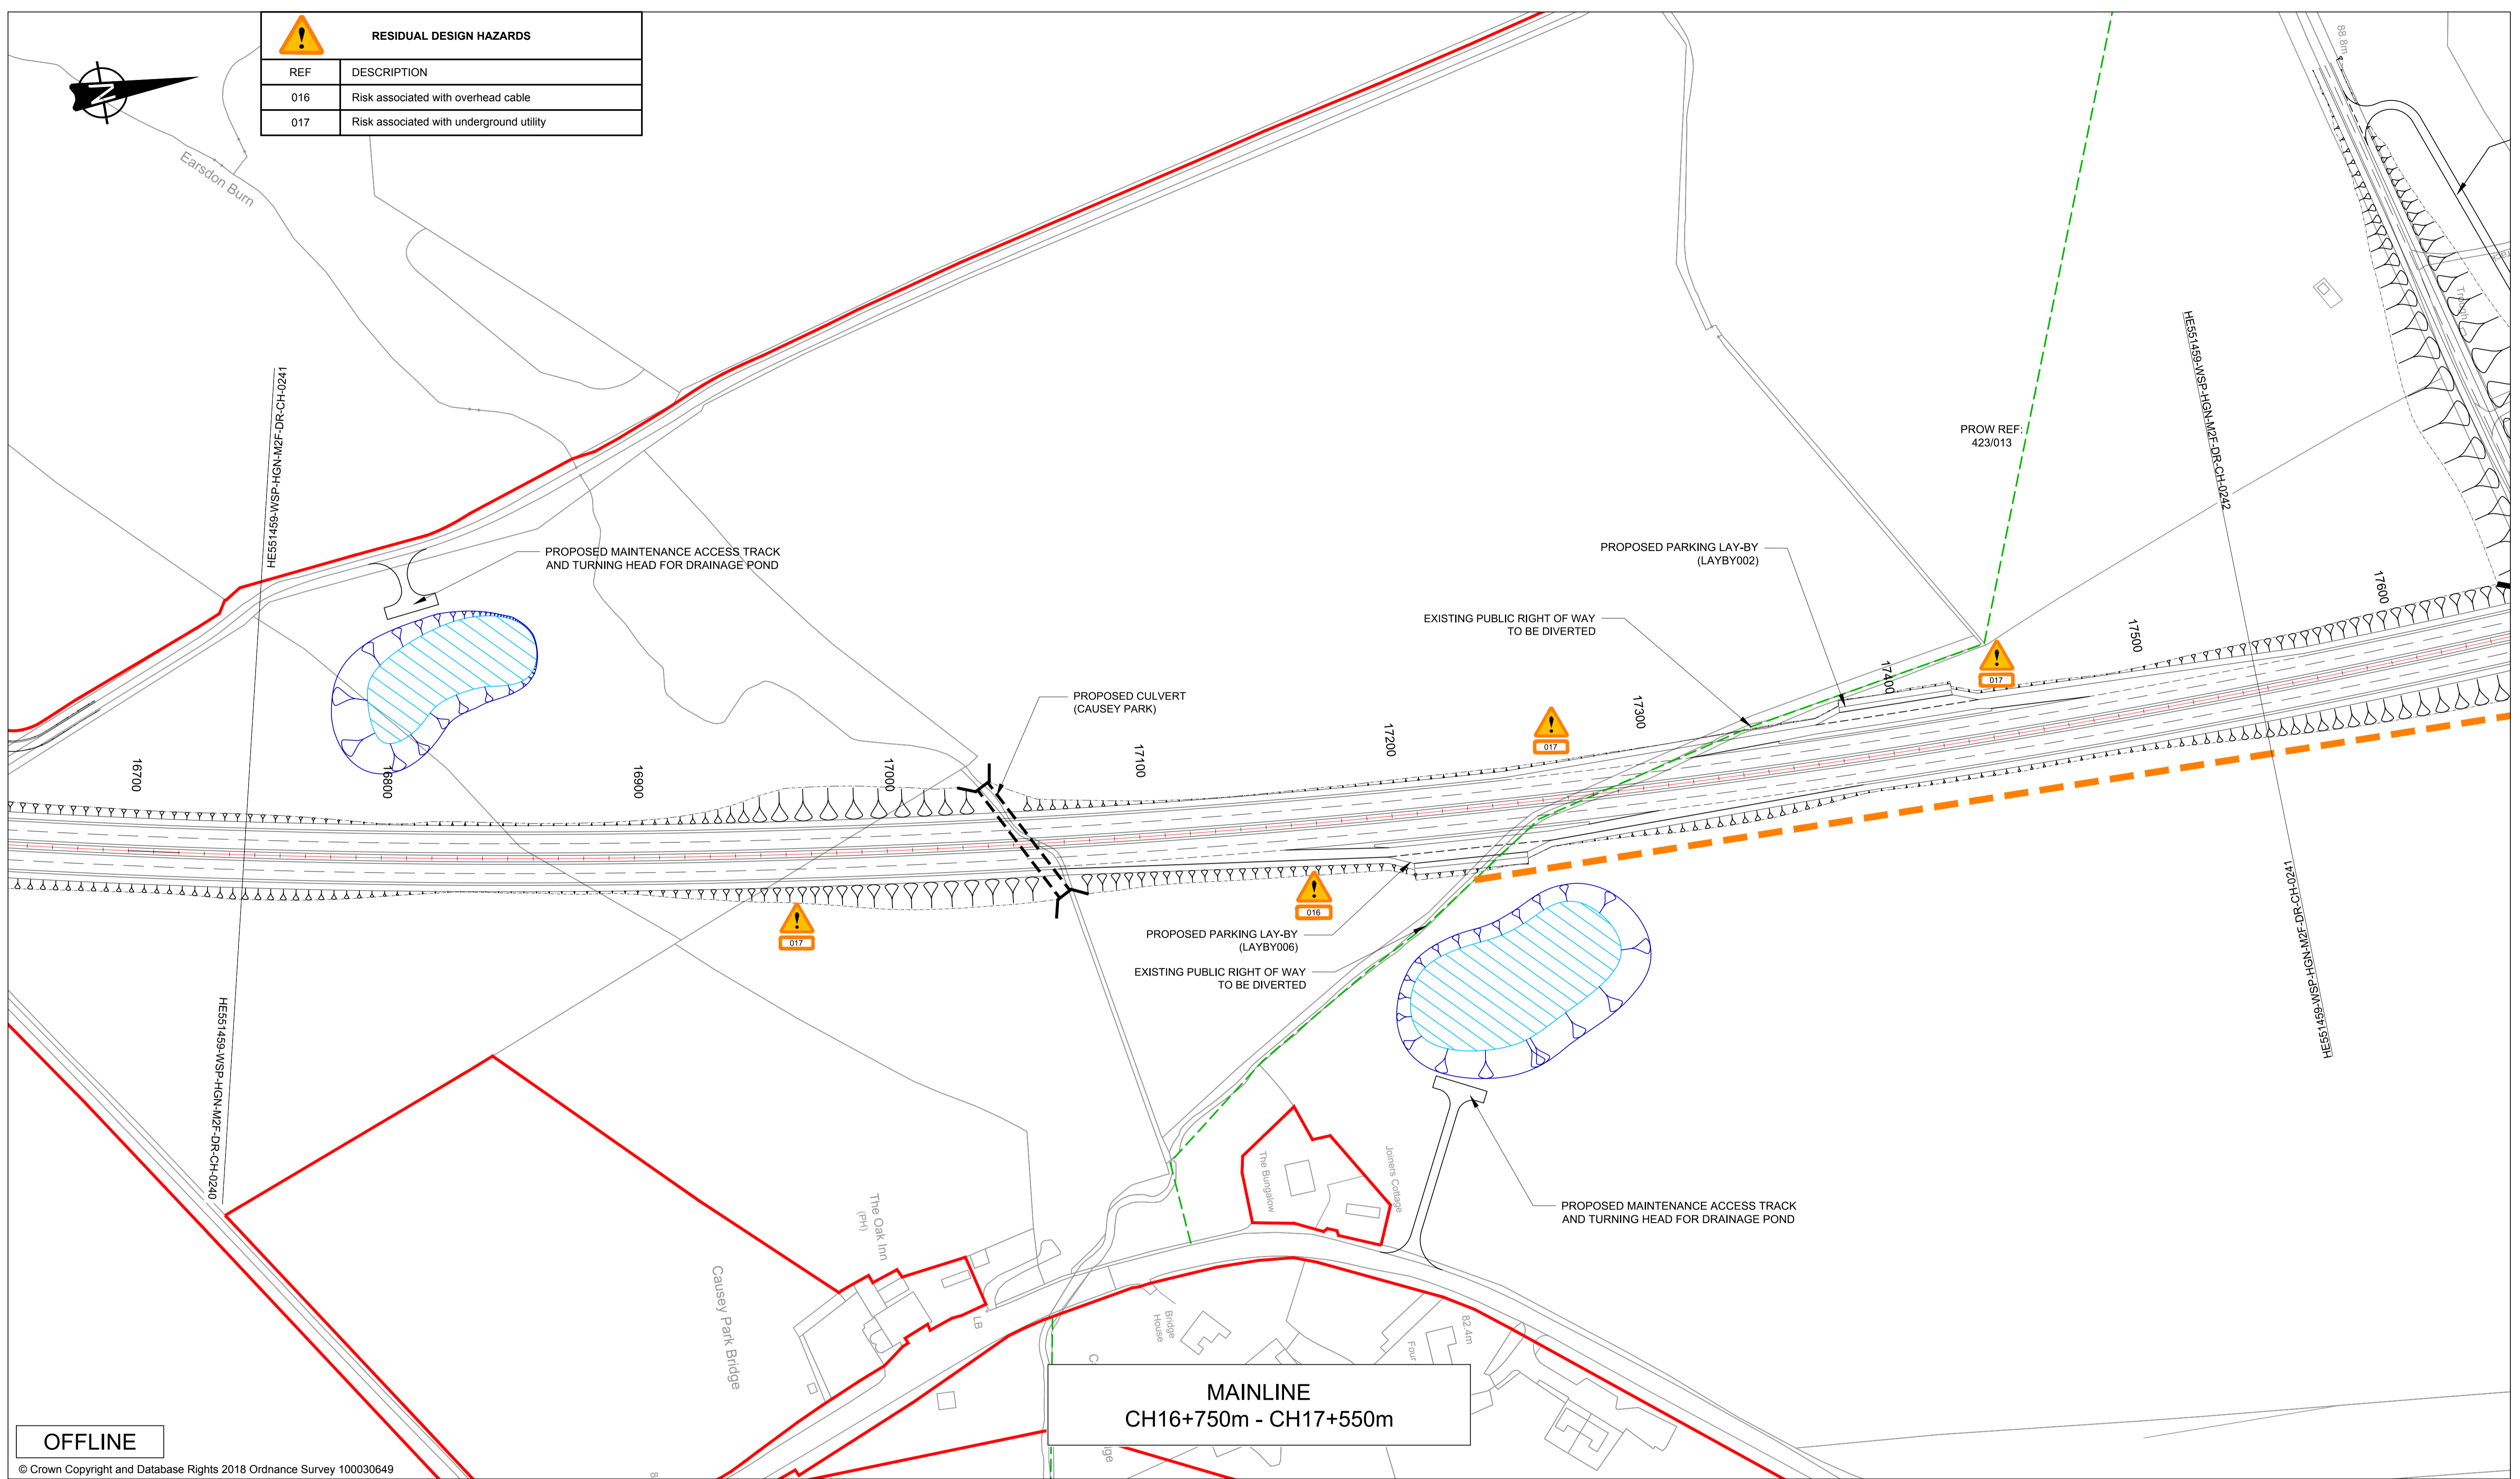 RESIDUAL DESIGN HAZARDS
REF DESCRIPTION
016 Risk associated with overhead cable
017 Risk associated with underground utility
N
Earsdon Burn
88.8m
Trough
HE551459-WSP-HGN-M2F-DR-CH-0241
HE551459-WSP-HGN-M2F-DR-CH-0242
PROW REF:
423/013
PROPOSED MAINTENANCE ACCESS TRACK
AND TURNING HEAD FOR DRAINAGE POND
PROPOSED PARKING LAY-BY
(LAYBY002)
EXISTING PUBLIC RIGHT OF WAY
TO BE DIVERTED
PROPOSED CULVERT
(CAUSEY PARK)
16700
16800
16900
17000
17100
17200
17300
17400
17500
17600
017
017
016
017
PROPOSED PARKING LAY-BY
(LAYBY006)
EXISTING PUBLIC RIGHT OF WAY
TO BE DIVERTED
HE551459-WSP-HGN-M2F-DR-CH-0240
HE551459-WSP-HGN-M2F-DR-CH-0241
PROPOSED MAINTENANCE ACCESS TRACK
AND TURNING HEAD FOR DRAINAGE POND
The Bungalow
Joiners Cottage
The Oak Inn
(PH)
Causey Park Bridge
LB
Bridge
House
82.4m
Four
MAINLINE
CH16+750m - CH17+550m
OFFLINE
© Crown Copyright and Database Rights 2018 Ordnance Survey 100030649